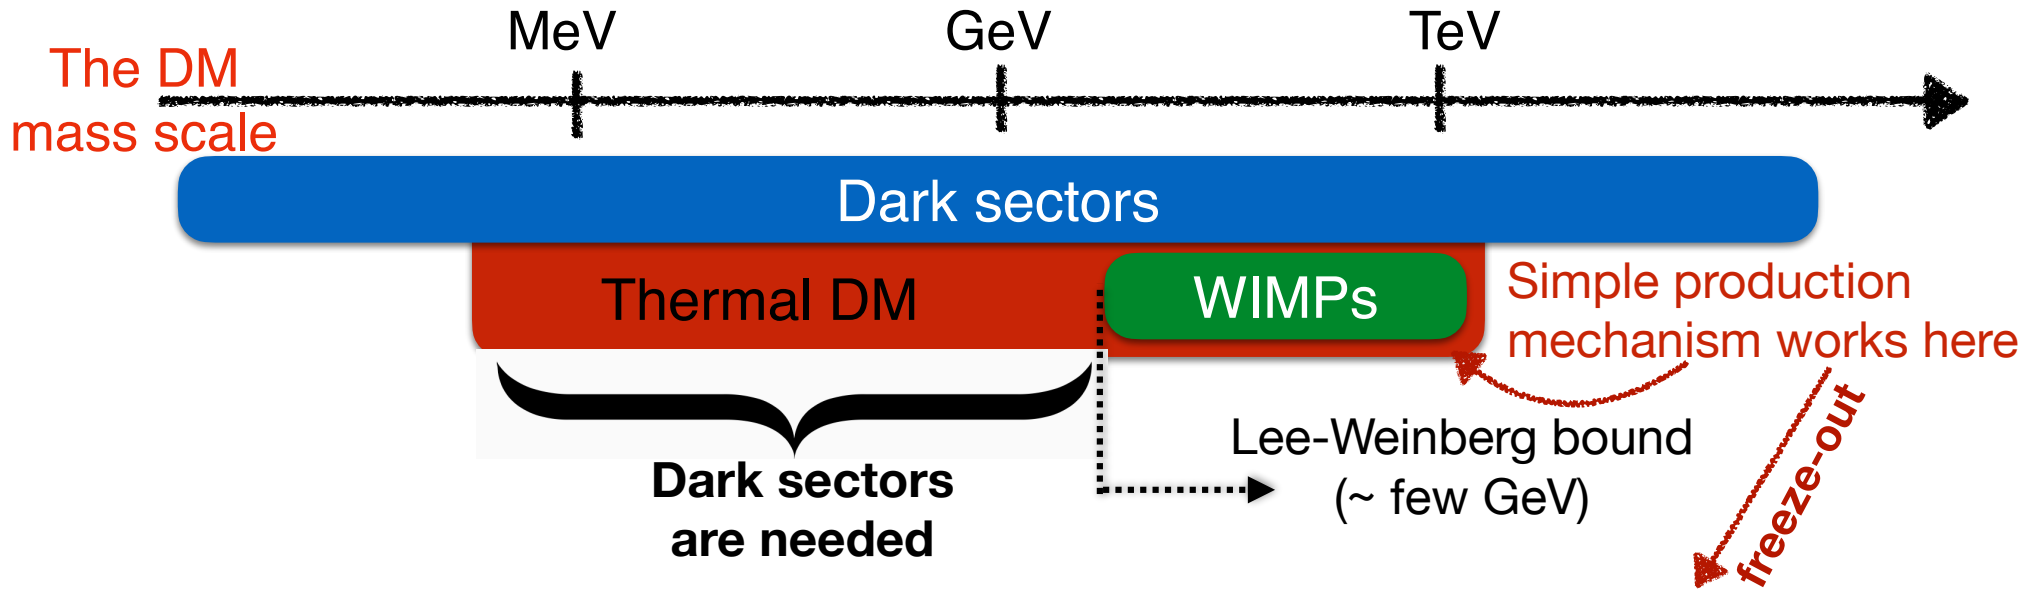 MeV
GeV
TeV
The DM
mass scale
Dark sectors
Thermal DM
WIMPs
Simple production
mechanism works here
Dark sectors
are needed
Lee-Weinberg bound
(~ few GeV)
freeze-out